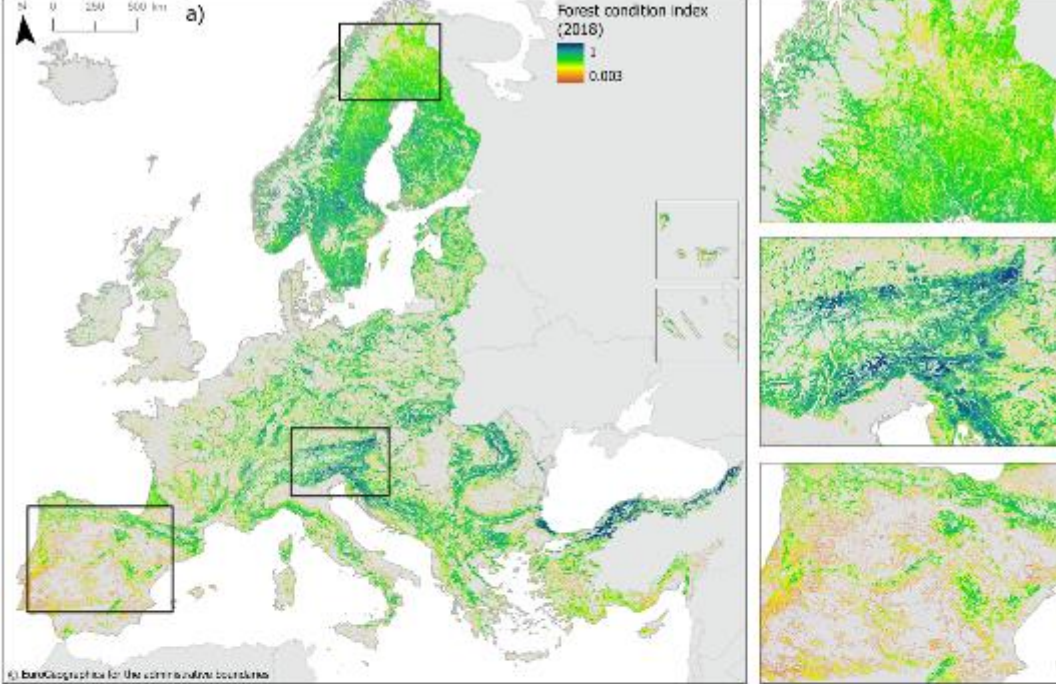 N 0 250 500 km
a)
Forest condition index
(2018)
1
0.003
© EuroGeographics for the administrative boundaries